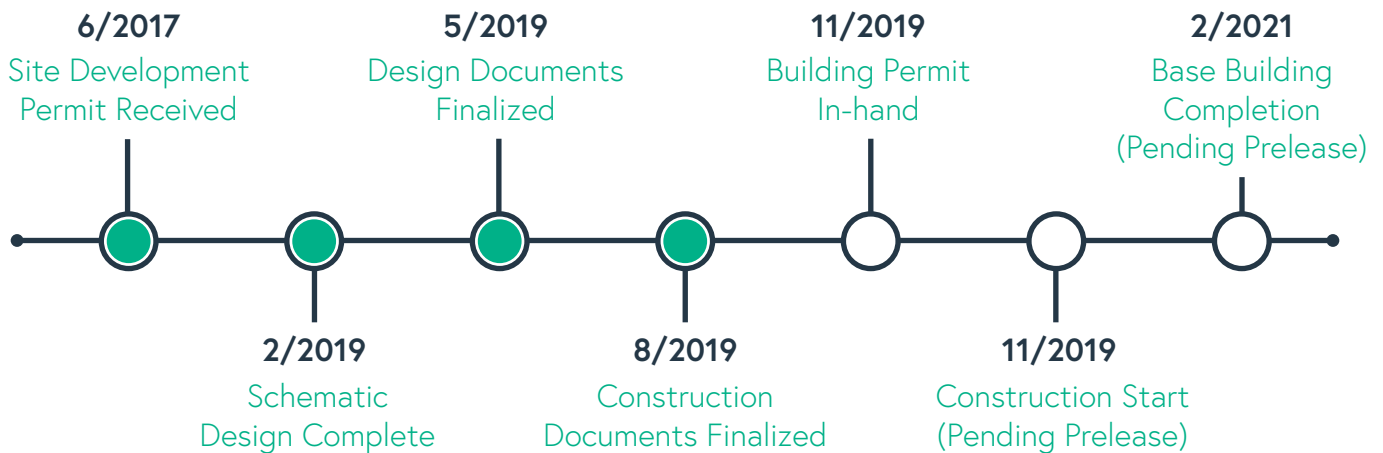 6/2017
Site Development
Permit Received
5/2019
Design Documents
Finalized
11/2019
Building Permit
In-hand
2/2021
Base Building
Completion
(Pending Prelease)
2/2019
Schematic
Design Complete
8/2019
Construction
Documents Finalized
11/2019
Construction Start
(Pending Prelease)